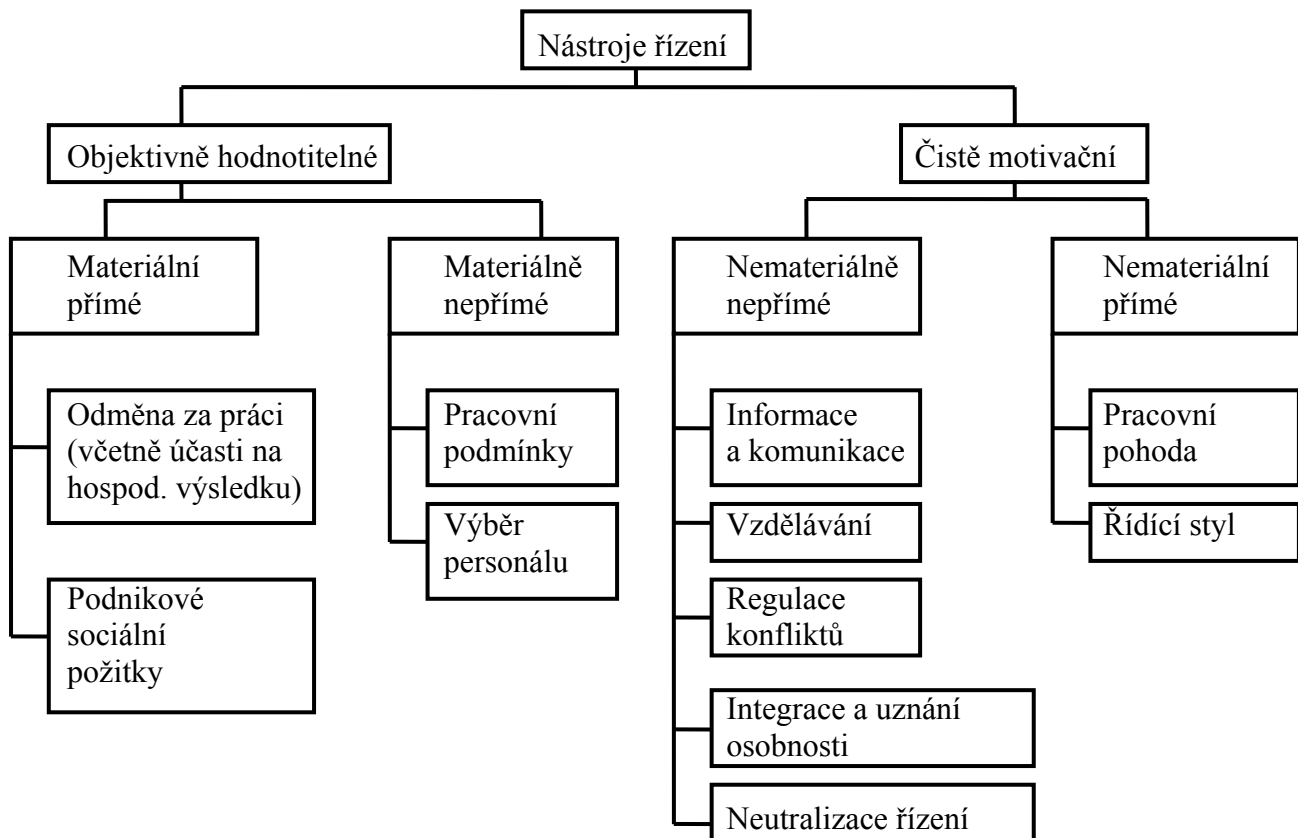 Nástroje řízení
Objektivně hodnotitelné
Čistě motivační
Materiální
přímé
Materiálně
nepřímé
Nemateriálně
nepřímé
Nemateriální
přímé
Odměna za práci
(včetně účasti na
hospod. výsledku)
Podnikové
sociální
požitky
Pracovní
podmínky
Výběr
personálu
Informace
a komunikace
Vzdělávání
Regulace
konfliktů
Integrace a uznání
osobnosti
Neutralizace řízení
Pracovní
pohoda
Řídící styl